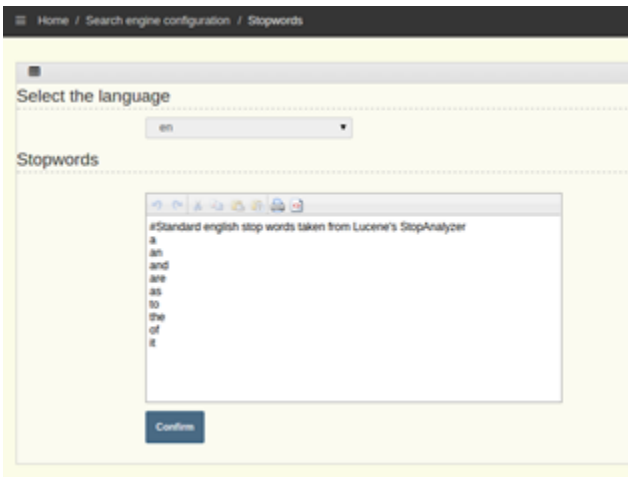 Home / Search engine configuration / Stopwords
Select the language
en
Stopwords
#Standard english stop words taken from Lucene's StopAnalyzer
a
an
and
are
as
to
the
of
it
Confirm